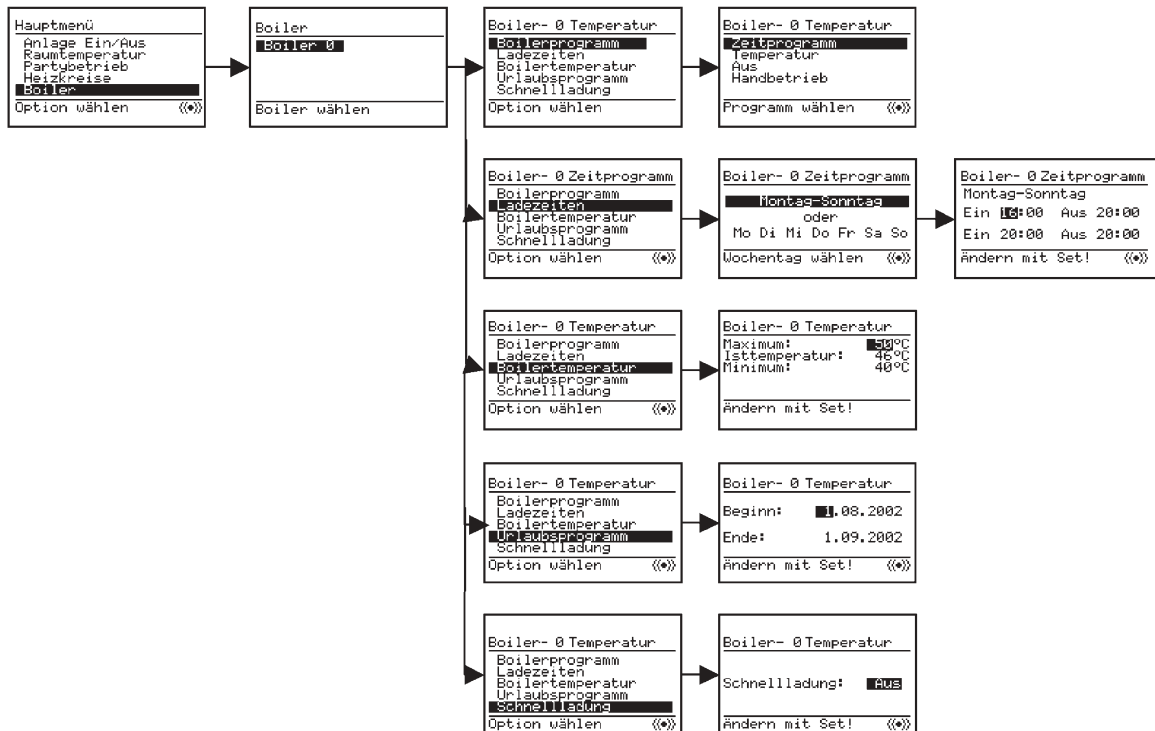 Hauptmenü
Anlage Ein/Aus
Raumtemperatur
Partybetrieb
Heizkreise
Boiler
Option wählen
Boiler
Boiler 0
Boiler wählen
Boiler- 0 Temperatur
Boilerprogramm
Ladezeiten
Boilertemperatur
Urlaubsprogramm
Schnellladung
Option wählen
Boiler- 0 Temperatur
Zeitprogramm
Temperatur
Aus
Handbetrieb
Programm wählen
Boiler- 0 Zeitprogramm
Boilerprogramm
Ladezeiten
Boilertemperatur
Urlaubsprogramm
Schnellladung
Option wählen
Boiler- 0 Zeitprogramm
Montag-Sonntag
oder
Mo Di Mi Do Fr Sa So
Wochentag wählen
Boiler- 0 Zeitprogramm
Montag-Sonntag
Ein 16:00 Aus 20:00
Ein 20:00 Aus 20:00
Ändern mit Set!
Boiler- 0 Temperatur
Boilerprogramm
Ladezeiten
Boilertemperatur
Urlaubsprogramm
Schnellladung
Option wählen
Boiler- 0 Temperatur
Maximum: 50°C
Isttemperatur: 46°C
Minimum: 40°C
Ändern mit Set!
Boiler- 0 Temperatur
Boilerprogramm
Ladezeiten
Boilertemperatur
Urlaubsprogramm
Schnellladung
Option wählen
Boiler- 0 Temperatur
Beginn: 1.08.2002
Ende: 1.09.2002
Ändern mit Set!
Boiler- 0 Temperatur
Boilerprogramm
Ladezeiten
Boilertemperatur
Urlaubsprogramm
Schnellladung
Option wählen
Boiler- 0 Temperatur
Schnellladung: Aus
Ändern mit Set!